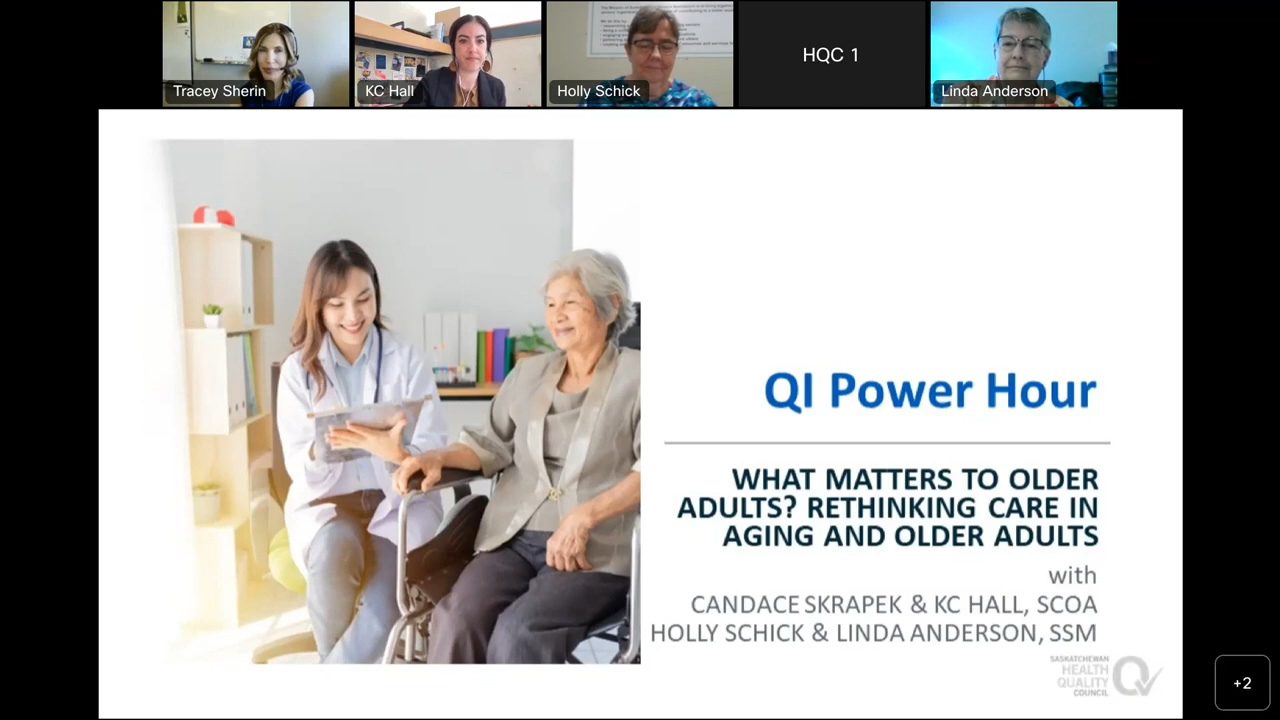 Tracey Sherin
KC Hall
Holly Schick
HQC 1
Linda Anderson
QI Power Hour
WHAT MATTERS TO OLDER
ADULTS? RETHINKING CARE IN
AGING AND OLDER ADULTS
with
CANDACE SKRAPEK & KC HALL, SCOA
HOLLY SCHICK & LINDA ANDERSON, SSM
SASKATCHEWAN
HEALTH
QUALITY
COUNCIL
+2